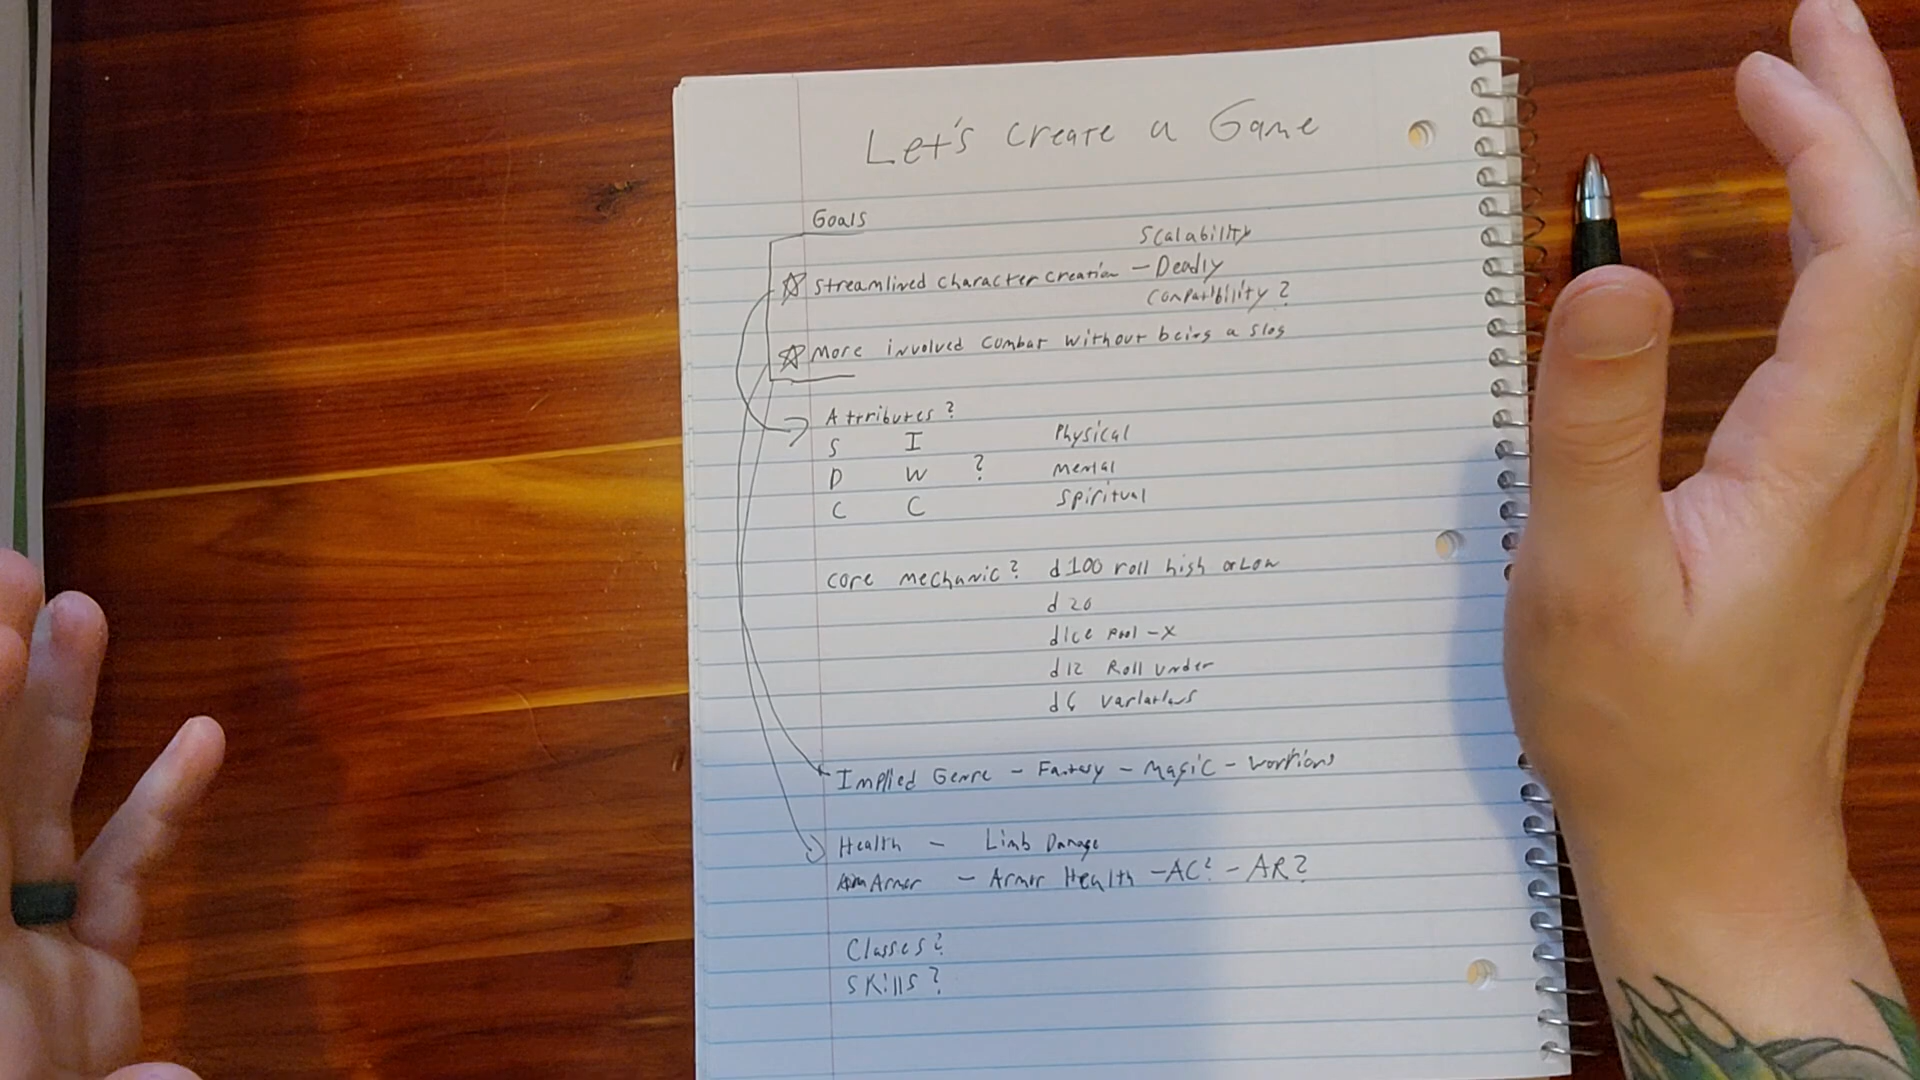 Let's create a Game
Goals
Scalability
Streamlined character creation - Deadly
Compatibility?
More involved combat without being a slog
Attributes?
S I Physical
D W ? Mental
C C Spiritual
Core mechanic? d100 roll high or Low
d20
dice pool - X
d12 Roll under
d6 variations
Implied Genre - Fantasy - Magic -
Health - Limb Damage
Armor - Armor Health - AC? - AR?
Classes?
Skills?